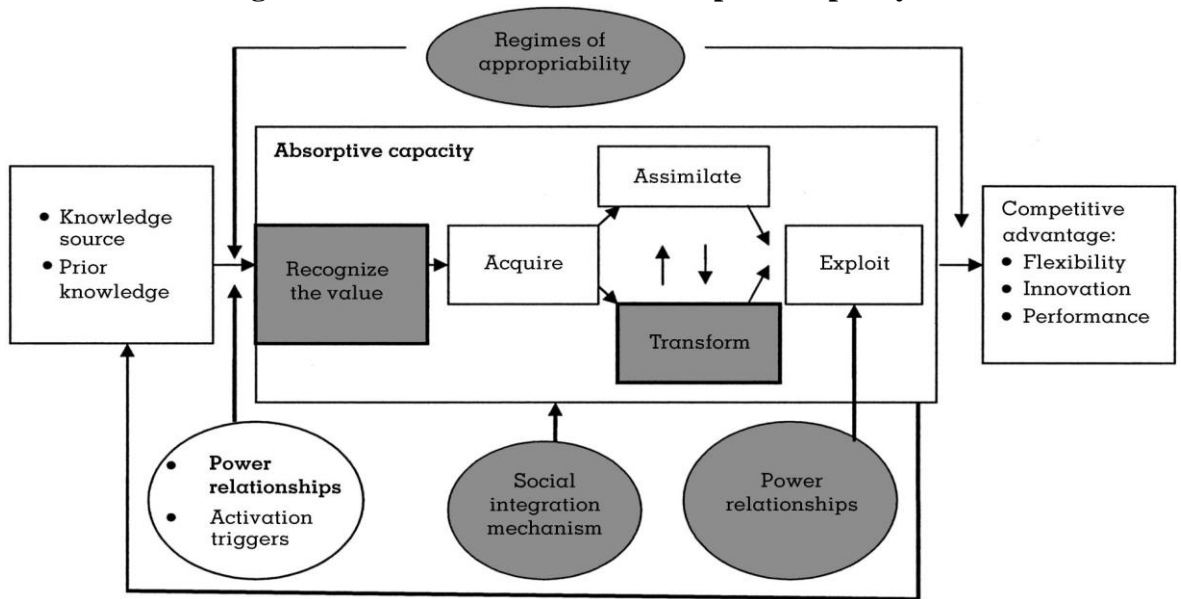 Regimes of
appropriability
Absorptive capacity
Assimilate
• Knowledge
source
• Prior
knowledge
Recognize
the value
Acquire
Exploit
Transform
Competitive
advantage:
• Flexibility
• Innovation
• Performance
• Power
relationships
• Activation
triggers
Social
integration
mechanism
Power
relationships